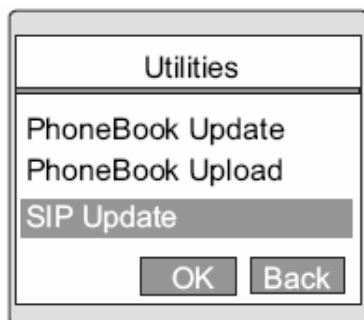 Utilities
PhoneBook Update
PhoneBook Upload
SIP Update
OK Back